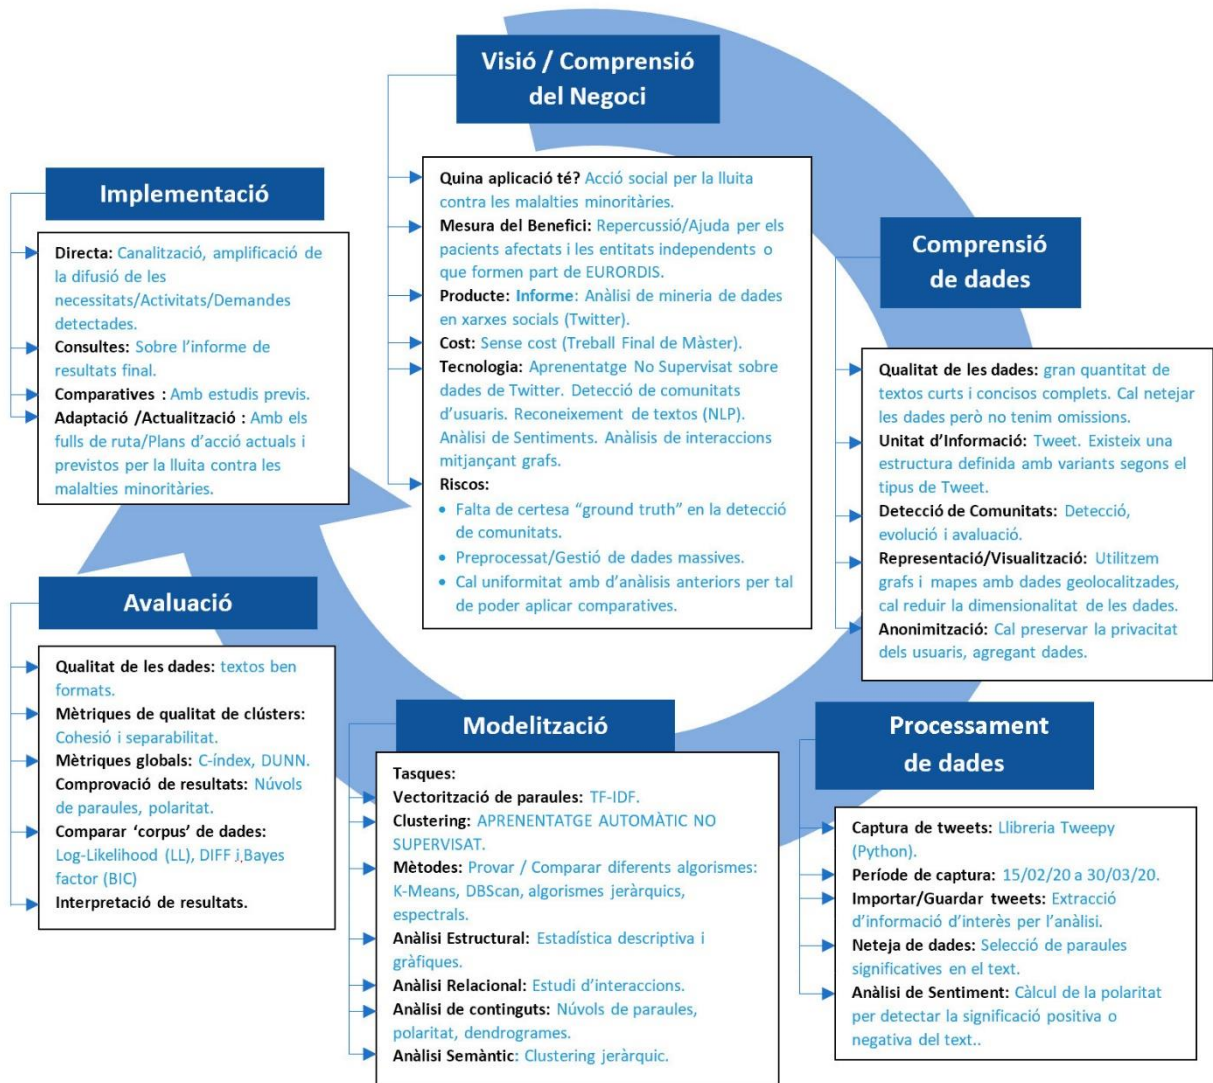 Visió / Comprensió
del Negoci
Quina aplicació té? Acció social per la lluita
contra les malalties minoritàries.
Mesura del Benefici: Repercussió/Ajuda per els
pacients afectats i les entitats independents o
que formen part de EURORDIS.
Producte: Informe: Anàlisi de mineria de dades
en xarxes socials (Twitter).
Cost: Sense cost (Treball Final de Màster).
Tecnologia: Aprenentatge No Supervisat sobre
dades de Twitter. Detecció de comunitats
d’usuaris. Reconeixement de textos (NLP).
Anàlisi de Sentiments. Anàlisis de interaccions
mitjançant grafs.
Riscos:
• Falta de certesa “ground truth” en la detecció
de comunitats.
• Preprocessat/Gestió de dades massives.
• Cal uniformitat amb d’anàlisis anteriors per tal
de poder aplicar comparatives.
Comprensió
de dades
Qualitat de les dades: gran quantitat de
textos curts i concisos complets. Cal netejar
les dades però no tenim omissions.
Unitat d’Informació: Tweet. Existeix una
estructura definida amb variants segons el
tipus de Tweet.
Detecció de Comunitats: Detecció,
evolució i avaluació.
Representació/Visualització: Utilitzem
grafs i mapes amb dades geolocalitzades,
cal reduir la dimensionalitat de les dades.
Anonimització: Cal preservar la privacitat
dels usuaris, agregant dades.
Processament
de dades
Captura de tweets: Llibreria Tweepy
(Python).
Període de captura: 15/02/20 a 30/03/20.
Importar/Guardar tweets: Extracció
d’informació d’interès per l’anàlisi.
Neteja de dades: Selecció de paraules
significatives en el text.
Anàlisi de Sentiment: Càlcul de la polaritat
per detectar la significació positiva o
negativa del text..
Modelització
Tasques:
Vectorització de paraules: TF-IDF.
Clustering: APRENENTATGE AUTOMÀTIC NO
SUPERVISAT.
Mètodes: Provar / Comparar diferents algorismes:
K-Means, DBScan, algorismes jeràrquics,
espectrals.
Anàlisi Estructural: Estadística descriptiva i
gràfiques.
Anàlisi Relacional: Estudi d’interaccions.
Anàlisi de continguts: Núvols de paraules,
polaritat, dendrogrames.
Anàlisi Semàntic: Clustering jeràrquic.
Avaluació
Qualitat de les dades: textos ben
formats.
Mètriques de qualitat de clústers:
Cohesió i separabilitat.
Mètriques globals: C-índex, DUNN.
Comprovació de resultats: Núvols
de paraules, polaritat.
Comparar ‘corpus’ de dades:
Log-Likelihood (LL), DIFF i Bayes
factor (BIC)
Interpretació de resultats.
Implementació
Directa: Canalització, amplificació de
la difusió de les
necessitats/Activitats/Demandes
detectades.
Consultes: Sobre l’informe de
resultats final.
Comparatives : Amb estudis previs.
Adaptació /Actualització : Amb els
fulls de ruta/Plans d’acció actuals i
previstos per la lluita contra les
malalties minoritàries.